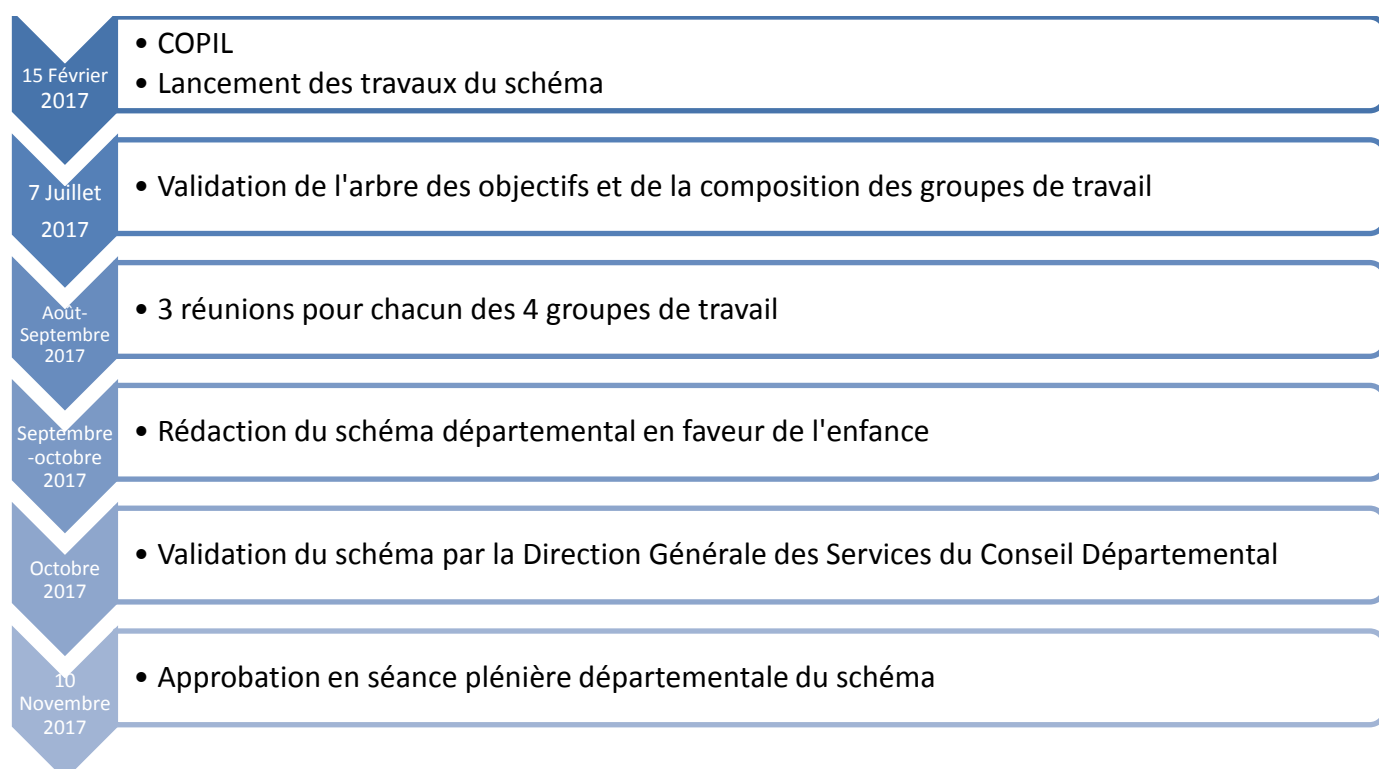 15 Février
2017
• COPIL
• Lancement des travaux du schéma
7 Juillet
2017
• Validation de l'arbre des objectifs et de la composition des groupes de travail
Août-
Septembre
2017
• 3 réunions pour chacun des 4 groupes de travail
Septembre
-octobre
2017
• Rédaction du schéma départemental en faveur de l'enfance
Octobre
2017
• Validation du schéma par la Direction Générale des Services du Conseil Départemental
10
Novembre
2017
• Approbation en séance plénière départementale du schéma